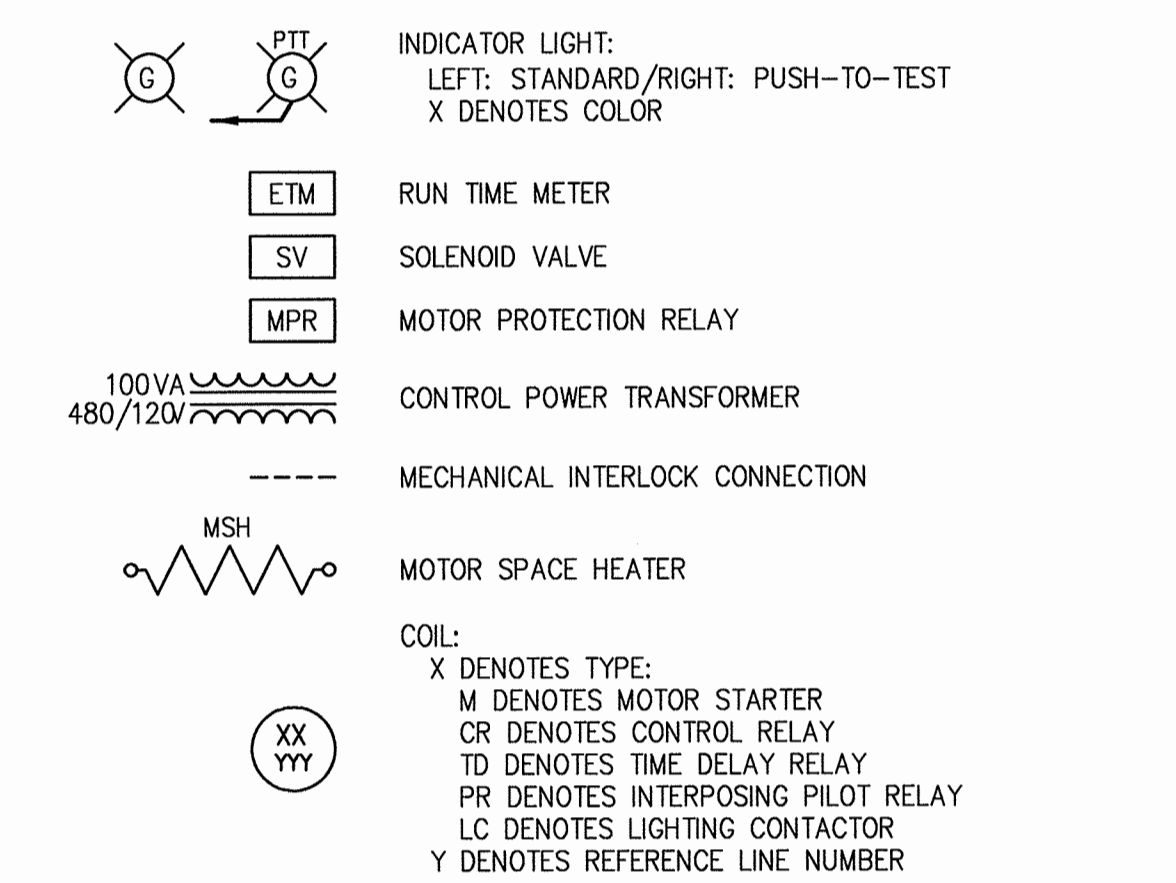 PTT
G G
INDICATOR LIGHT:
LEFT: STANDARD/RIGHT: PUSH-TO-TEST
X DENOTES COLOR
ETM RUN TIME METER
SV SOLENOID VALVE
MPR MOTOR PROTECTION RELAY
100VA
480/120V
CONTROL POWER TRANSFORMER
MECHANICAL INTERLOCK CONNECTION
MSH
MOTOR SPACE HEATER
COIL:
X DENOTES TYPE:
M DENOTES MOTOR STARTER
CR DENOTES CONTROL RELAY
TD DENOTES TIME DELAY RELAY
PR DENOTES INTERPOSING PILOT RELAY
LC DENOTES LIGHTING CONTACTOR
Y DENOTES REFERENCE LINE NUMBER
XX
YYY